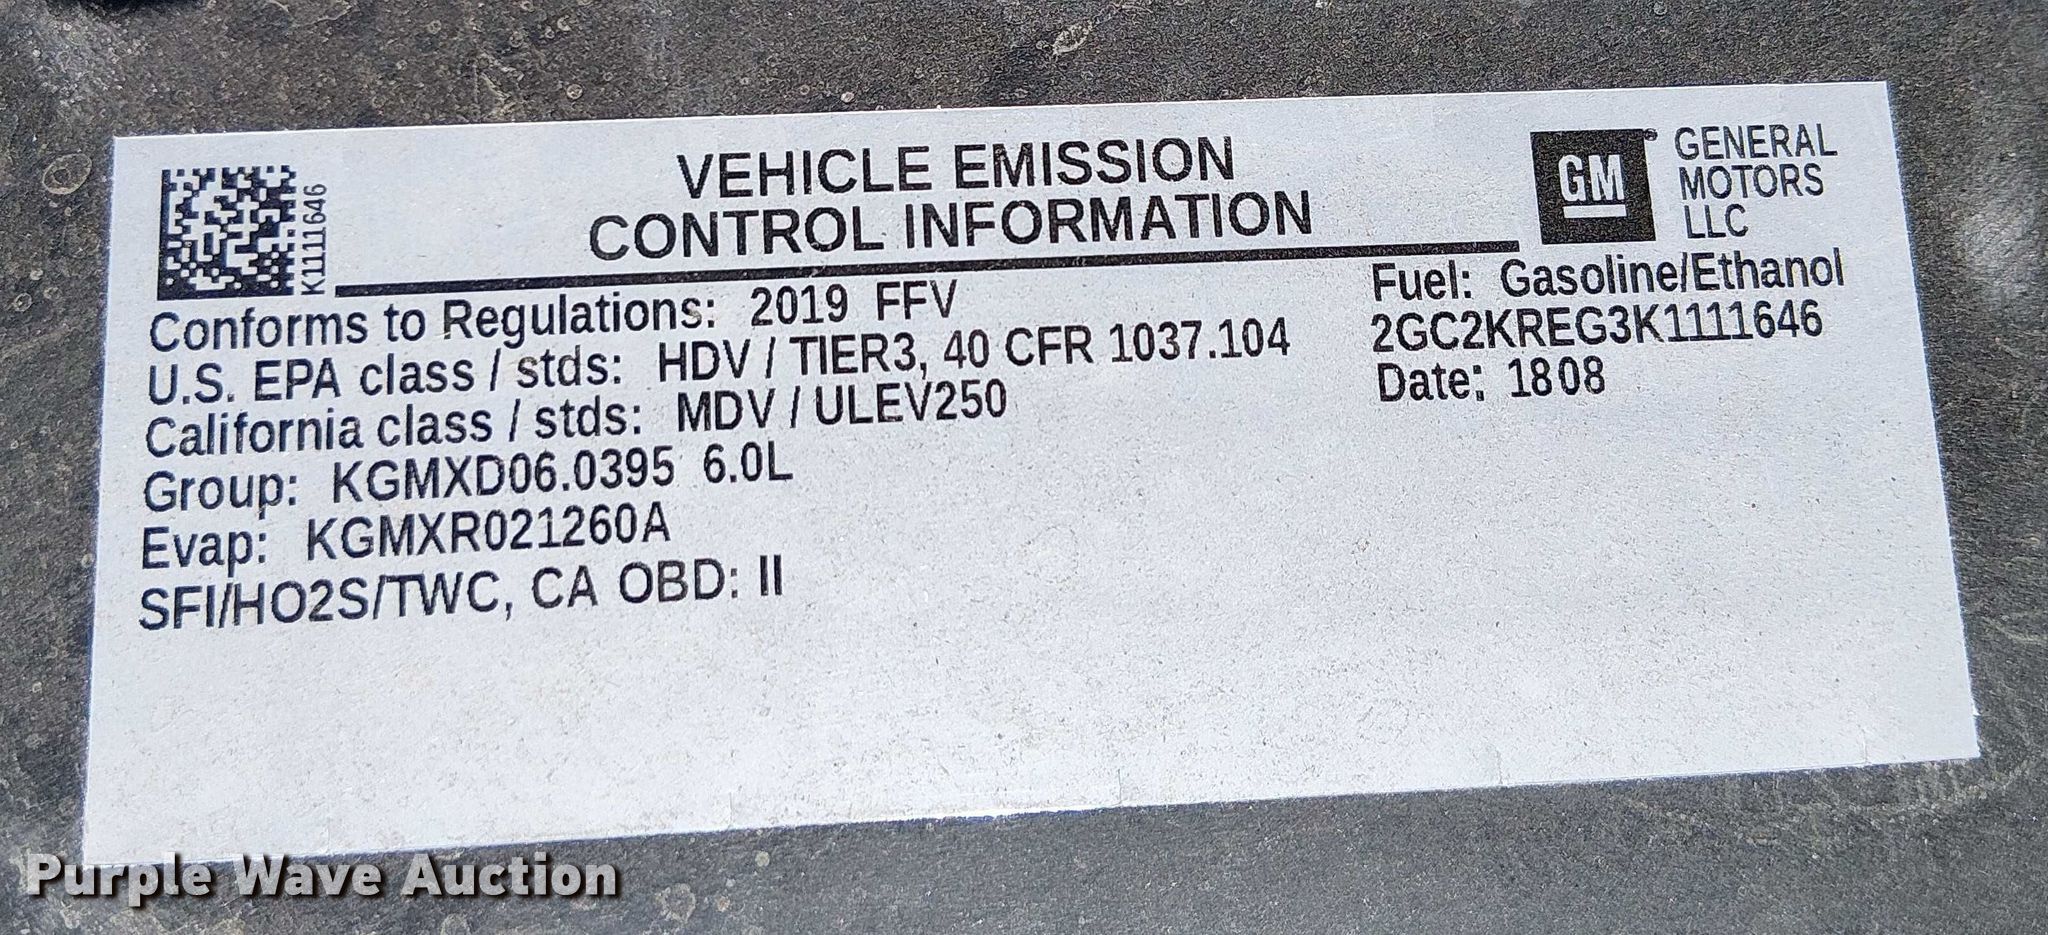 K1111646
VEHICLE EMISSION
CONTROL INFORMATION
GM
GENERAL
MOTORS
LLC
Conforms to Regulations: 2019 FFV
U.S. EPA class / stds: HDV / TIER3, 40 CFR 1037.104
California class / stds: MDV / ULEV250
Group: KGMXD06.0395 6.0L
Evap: KGMXR021260A
SFI/HO2S/TWC, CA OBD: II
Fuel: Gasoline/Ethanol
2GC2KREG3K1111646
Date: 1808
Purple Wave Auction